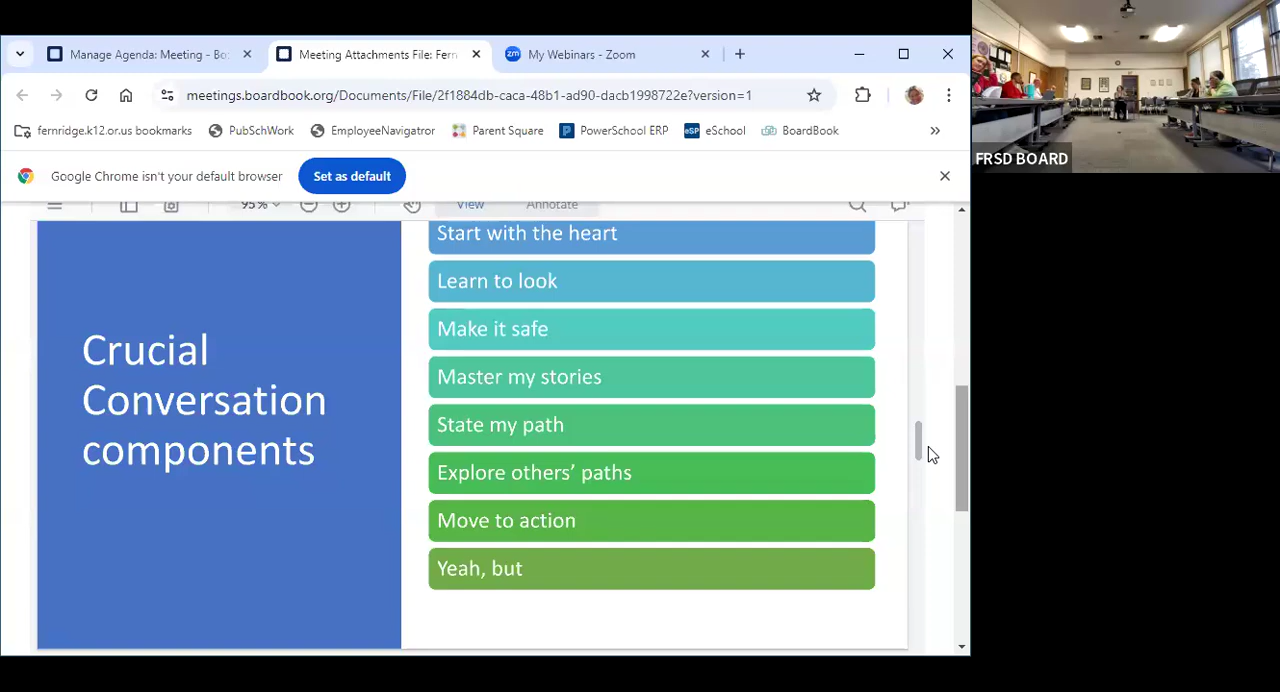 Manage Agenda: Meeting - Bo
Meeting Attachments File: Fern
zm
My Webinars - Zoom
meetings.boardbook.org/Documents/File/21f884db-caca-48b1-ad90-dacb1998722e?version=1
fernridge.k12.or.us bookmarks
PubSchWork
EmployeeNavigator
Parent Square
PowerSchool ERP
eSP
eSchool
BoardBook
Google Chrome isn't your default browser
Set as default
95%
View
Annotate
Crucial
Conversation
components
Start with the heart
Learn to look
Make it safe
Master my stories
State my path
Explore others’ paths
Move to action
Yeah, but
FRSD BOARD